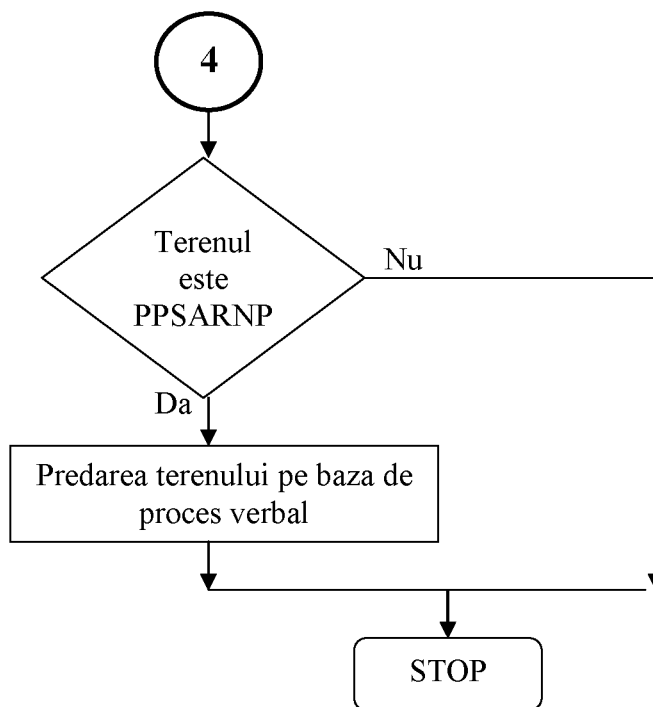 4
Terenul
este
PPSARNP
Nu
Da
Predarea terenului pe baza de
proces verbal
STOP